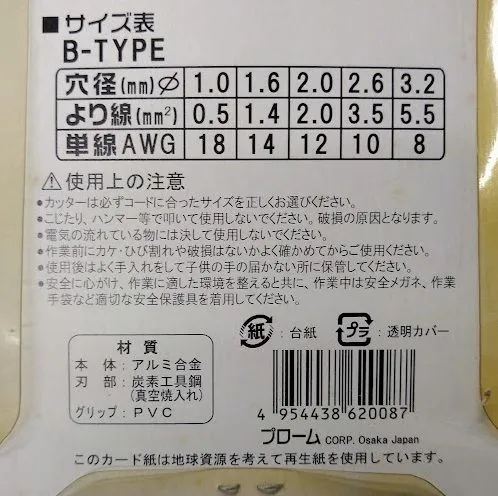 ■サイズ表
B-TYPE
穴径(mm)φ 1.0 1.6 2.0 2.6 3.2
より線(mm²) 0.5 1.4 2.0 3.5 5.5
単線AWG 18 14 12 10 8
⚠使用上の注意
●カッターは必ずコードに合ったサイズを正しくお選びください。
●こじたり、ハンマー等で叩いて使用しないでください。破損の原因となります。
●電気の流れている物には決して使用しないでください。
●作業前にカケ・ひび割れや破損はないかよく確かめてからご使用ください。
●使用後はよく手入れをして子供の手の届かない所に保管してください。
●安全に心がけ、作業に適した環境を整えると共に、作業中は安全メガネ、作業
手袋など適切な安全保護具を着用してください。
紙：台紙 プラ：透明カバー
材質
本体：アルミ合金
刃部：炭素工具鋼
(真空焼入れ)
グリップ：PVC
4 954438 620087
プローム CORP. Osaka Japan
このカード紙は地球資源を考えて再生紙を使用しています。